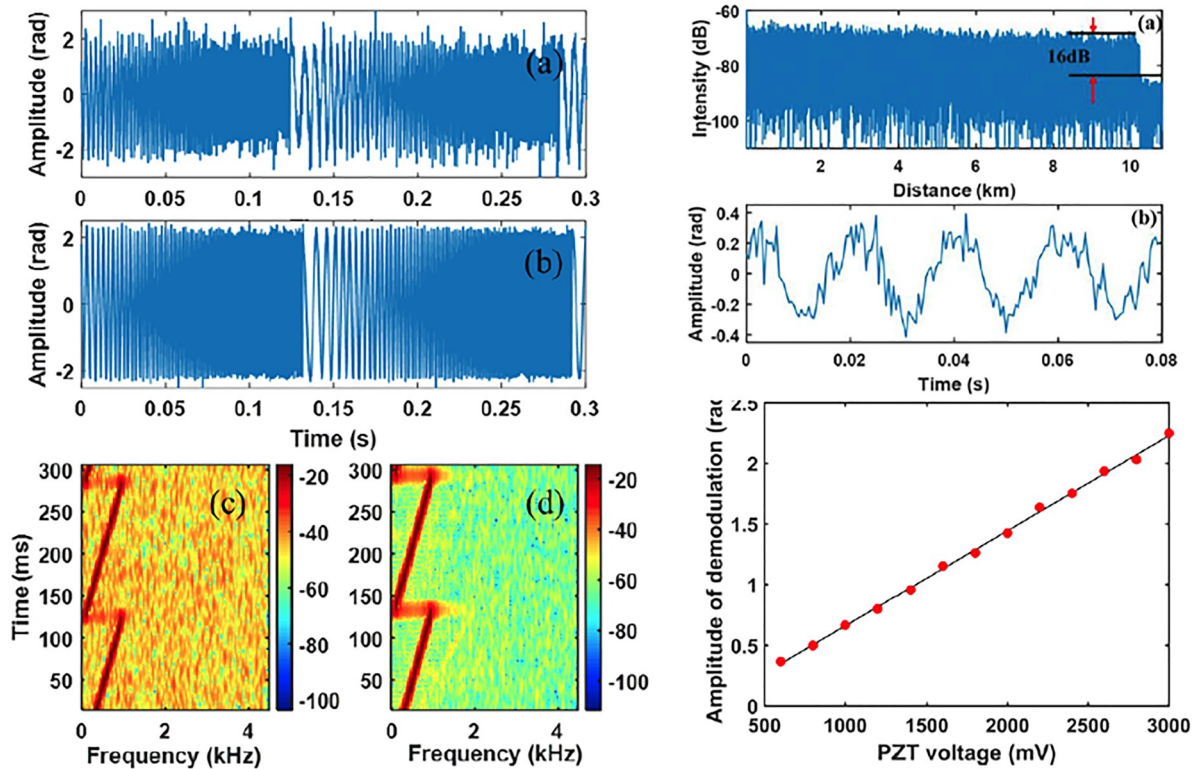 Amplitude (rad)
2
0
-2
(a)
0 0.05 0.1 0.15 0.2 0.25 0.3
Amplitude (rad)
2
0
-2
(b)
0 0.05 0.1 0.15 0.2 0.25 0.3
Time (s)
Time (ms)
300
250
200
150
100
50
(c)
0 2 4
Frequency (kHz)
-20
-40
-60
-80
-100
300
250
200
150
100
50
(d)
0 2 4
Frequency (kHz)
-20
-40
-60
-80
-100
Intensity (dB)
-60
-80
-100
(a)
16dB
2 4 6 8 10
Distance (km)
Amplitude (rad)
0.4
0.2
0
-0.2
-0.4
(b)
0 0.02 0.04 0.06 0.08
Time (s)
Amplitude of demodulation (rad
2.5
2
1.5
1
0.5
0
500 1000 1500 2000 2500 3000
PZT voltage (mV)